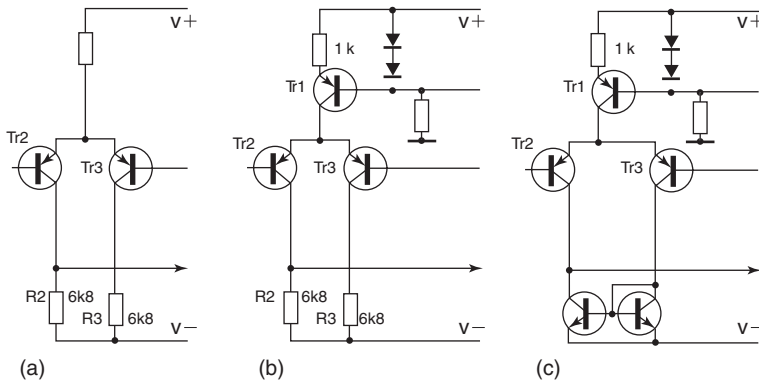 V+
Tr2
Tr3
R2
6k8
R3
6k8
V−
(a)
V+
1 k
Tr1
Tr2
Tr3
R2
6k8
R3
6k8
V−
(b)
V+
1 k
Tr1
Tr2
Tr3
V−
(c)